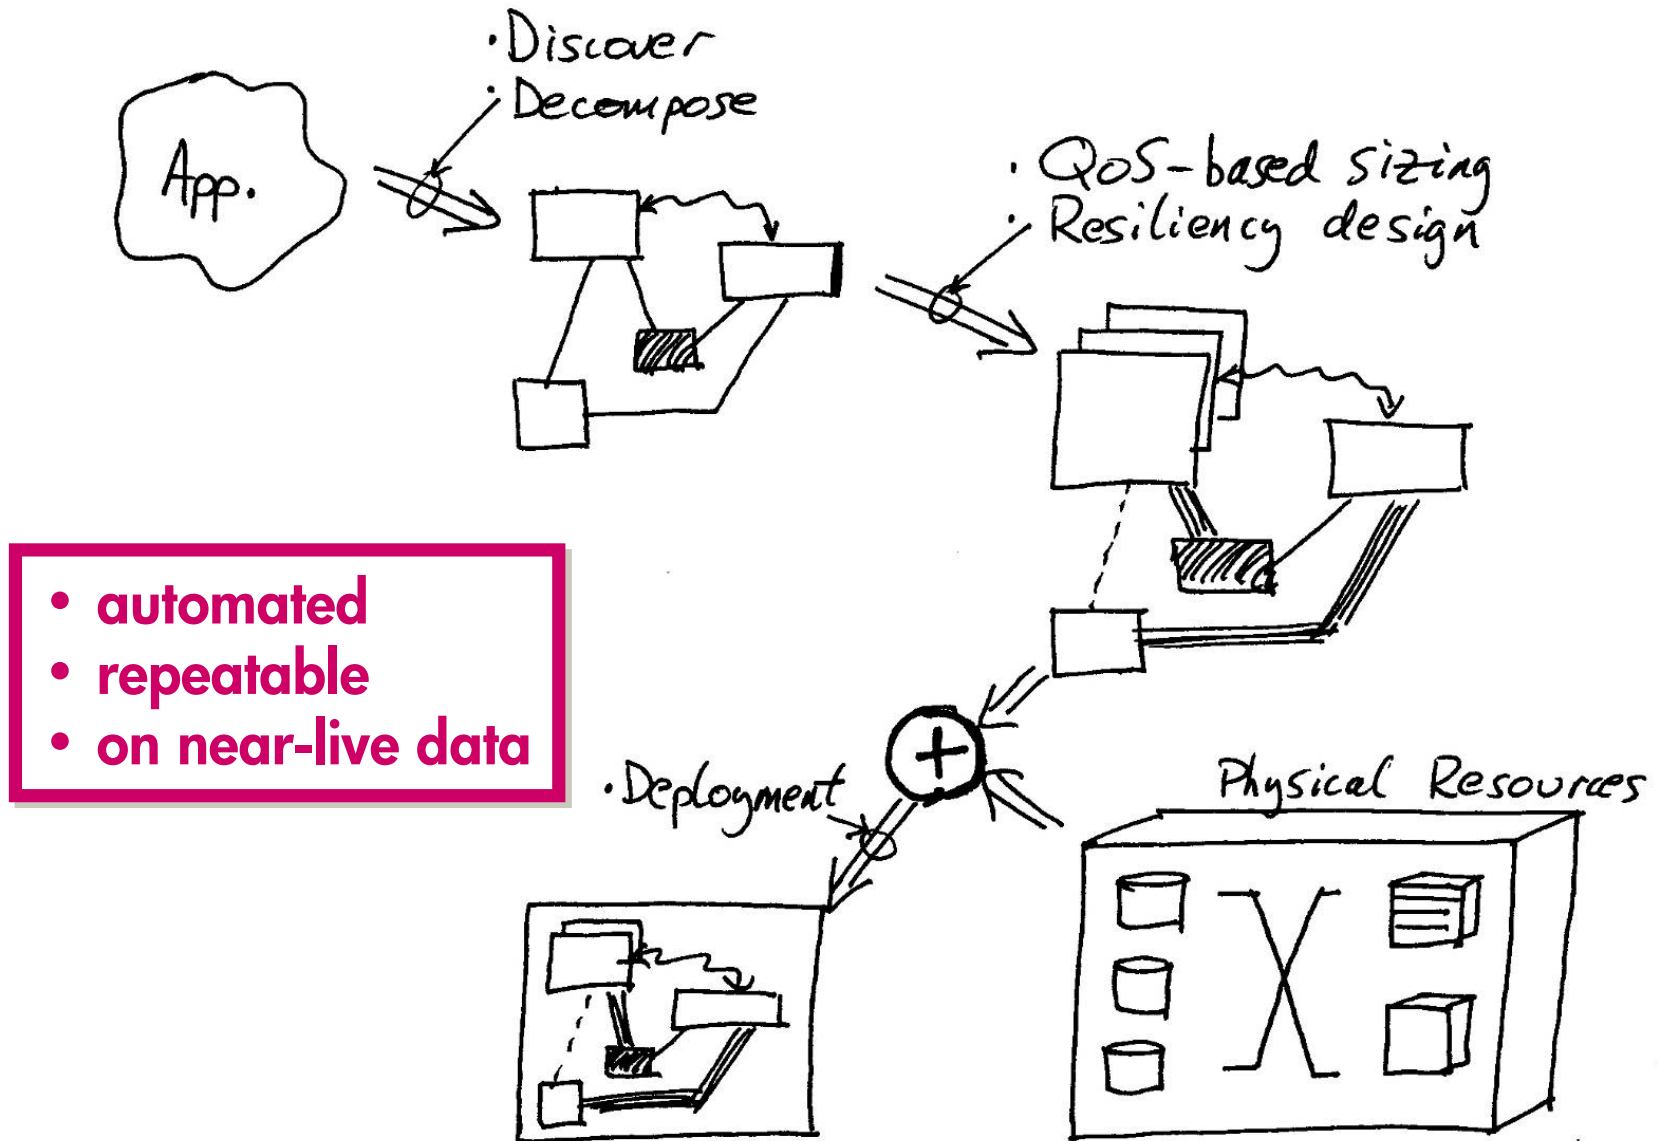 · Discover
· Decompose
App.
· QoS-based sizing
· Resiliency design
• automated
• repeatable
• on near-live data
· Deployment
Physical Resources